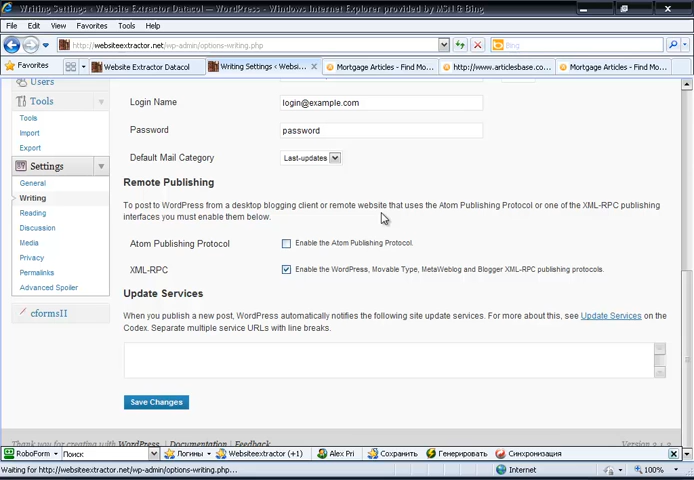 Writing Settings ‹ Website Extractor Datacol — WordPress - Windows Internet Explorer provided by MSN & Bing
http://websiteextractor.net/wp-admin/options-writing.php
Bing
File Edit View Favorites Tools Help
Favorites
Website Extractor Datacol
Writing Settings ‹ Websi...
Mortgage Articles - Find Mo...
http://www.articlesbase.co...
Mortgage Articles - Find Mo...
Users
Tools
Tools
Import
Export
Settings
General
Writing
Reading
Discussion
Media
Privacy
Permalinks
Advanced Spoiler
cformsII
Login Name login@example.com
Password password
Default Mail Category Last-updates
Remote Publishing
To post to WordPress from a desktop blogging client or remote website that uses the Atom Publishing Protocol or one of the XML-RPC publishing
interfaces you must enable them below.
Atom Publishing Protocol Enable the Atom Publishing Protocol.
XML-RPC Enable the WordPress, Movable Type, MetaWeblog and Blogger XML-RPC publishing protocols.
Update Services
When you publish a new post, WordPress automatically notifies the following site update services. For more about this, see Update Services on the
Codex. Separate multiple service URLs with line breaks.
Save Changes
Thank you for creating with WordPress. | Documentation | Feedback
RoboForm Поиск Логины Websiteextractor (+1) Alex Pri Сохранить Генерировать Синхронизация
Waiting for http://websiteextractor.net/wp-admin/options-writing.php... Internet 100%